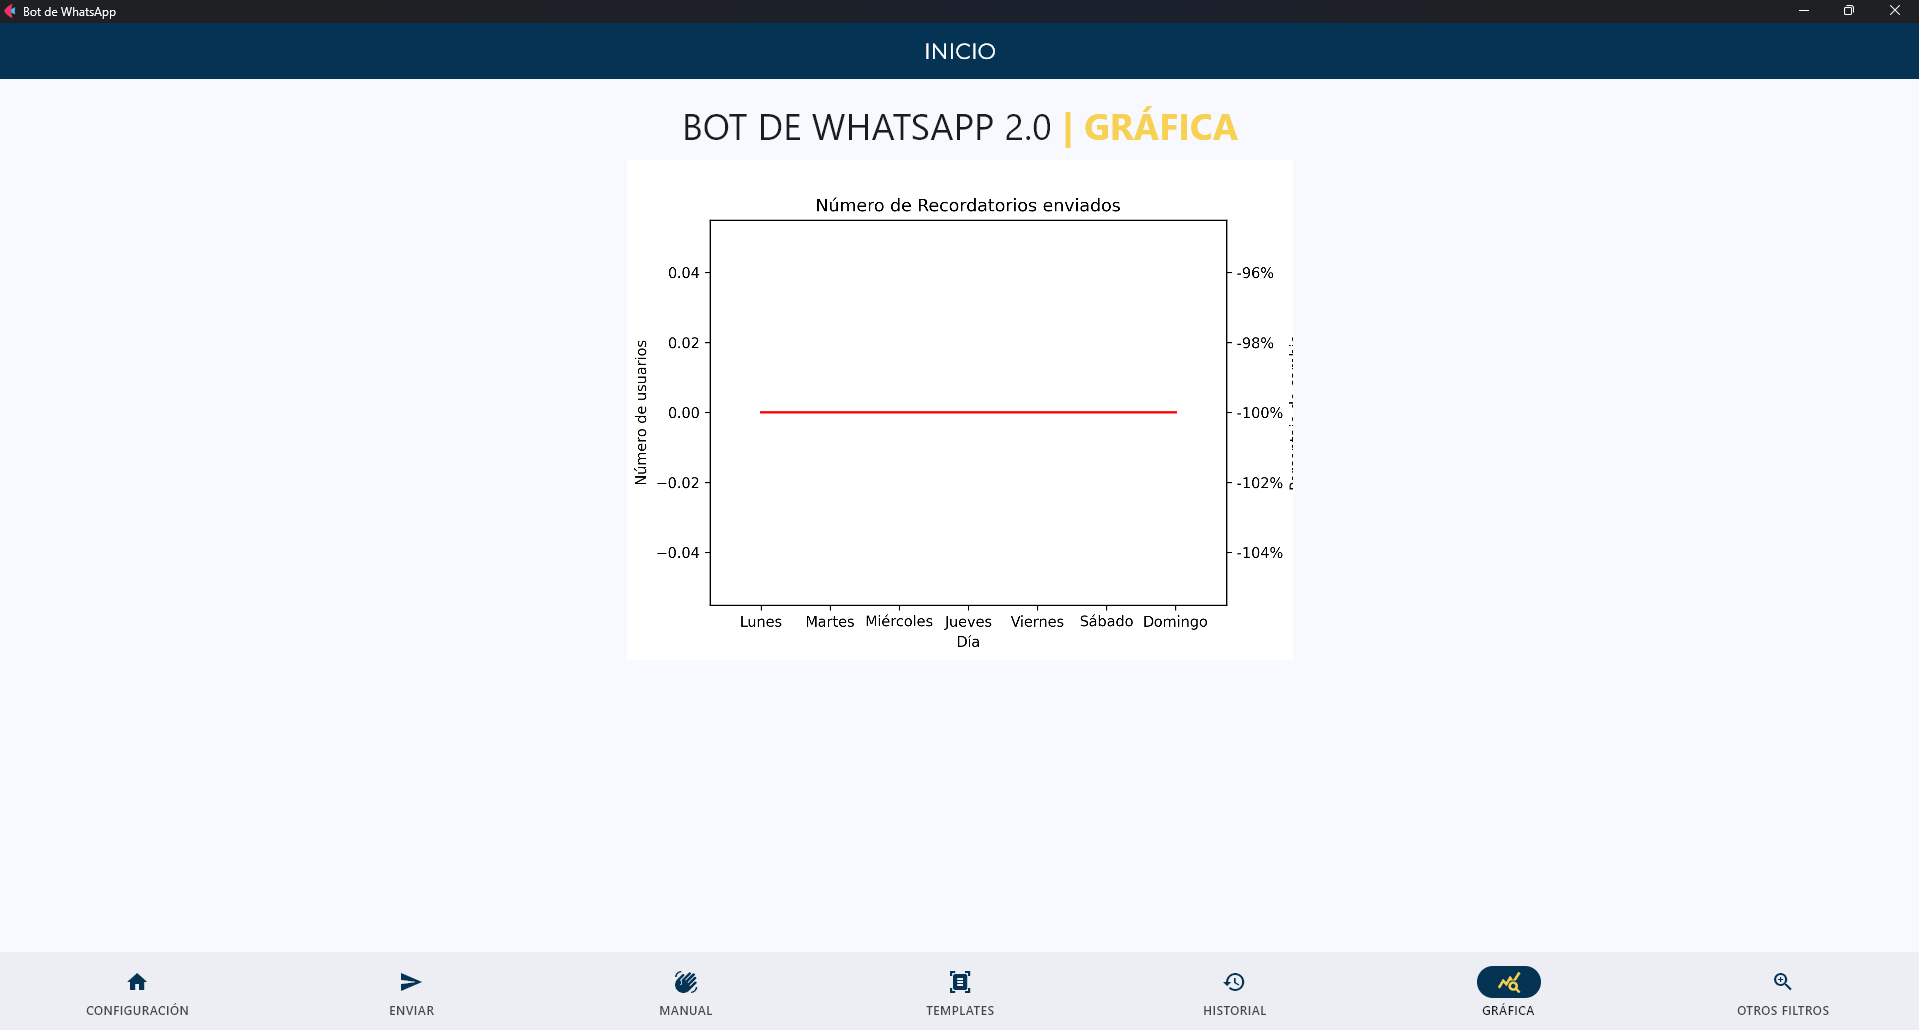 Bot de WhatsApp
INICIO
BOT DE WHATSAPP 2.0 | GRÁFICA
Número de Recordatorios enviados
0.04
0.02
0.00
−0.02
−0.04
Número de usuarios
-96%
-98%
-100%
-102%
-104%
Lunes Martes Miércoles Jueves Viernes Sábado Domingo
Día
CONFIGURACIÓN ENVIAR MANUAL TEMPLATES HISTORIAL GRÁFICA OTROS FILTROS